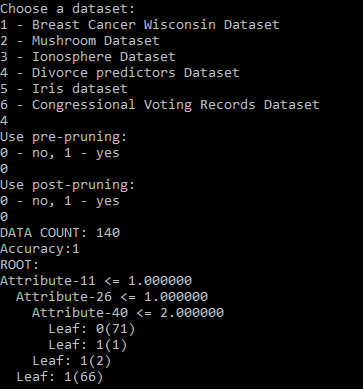 Choose a dataset:
1 - Breast Cancer Wisconsin Dataset
2 - Mushroom Dataset
3 - Ionosphere Dataset
4 - Divorce predictors Dataset
5 - Iris dataset
6 - Congressional Voting Records Dataset
4
Use pre-pruning:
0 - no, 1 - yes
0
Use post-pruning:
0 - no, 1 - yes
0
DATA COUNT: 140
Accuracy:1
ROOT:
Attribute-11 <= 1.000000
Attribute-26 <= 1.000000
Attribute-40 <= 2.000000
Leaf: 0(71)
Leaf: 1(1)
Leaf: 1(2)
Leaf: 1(66)